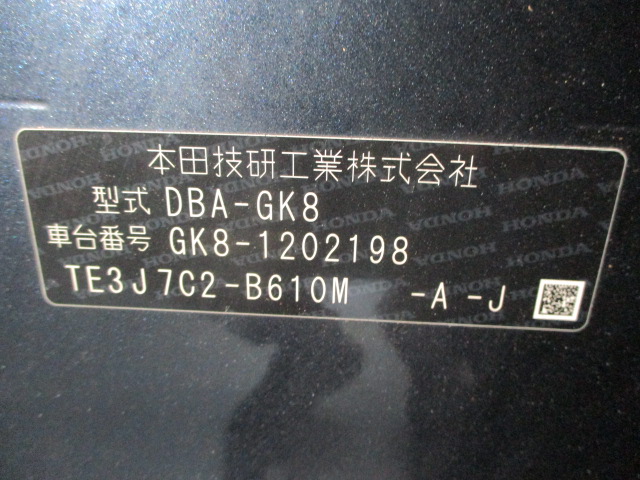 本田技研工業株式会社
型式 DBA-GK8
車台番号 GK8-1202198
TE3J7C2-B610M -A -J